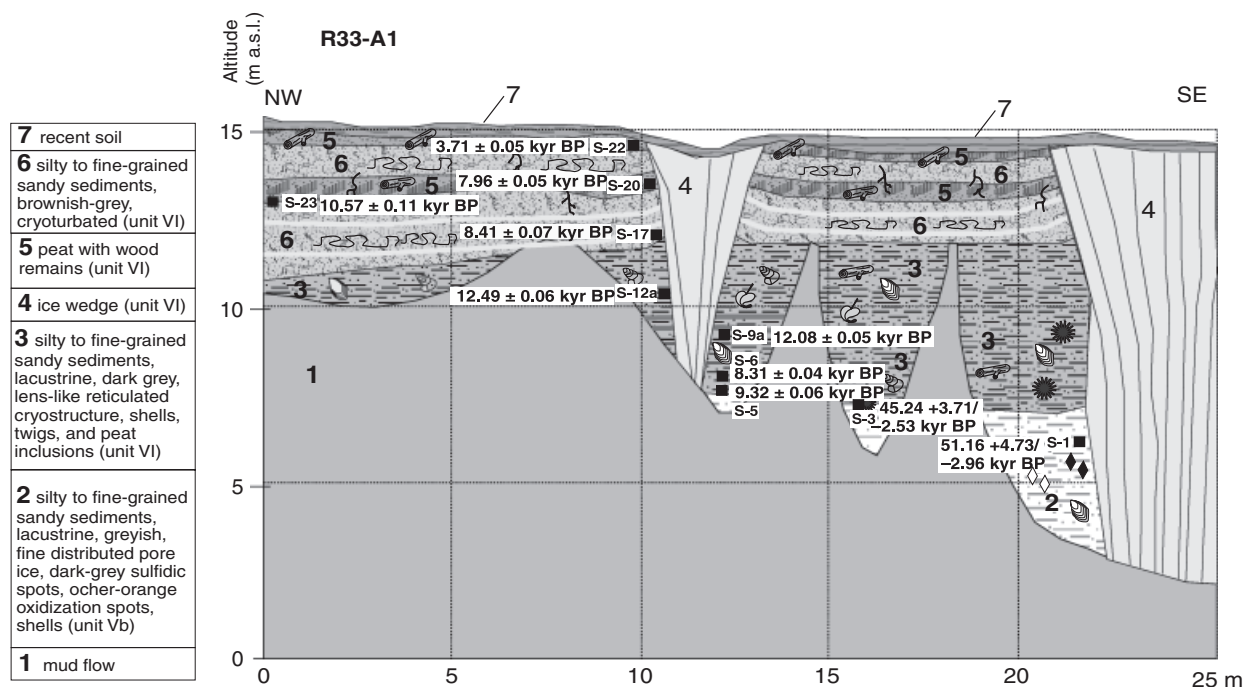 R33-A1
Altitude
(m a.s.l.)
NW
7
7
SE
7 recent soil
6 silty to fine-grained
sandy sediments,
brownish-grey,
cryoturbated (unit VI)
5 peat with wood
remains (unit VI)
4 ice wedge (unit VI)
3 silty to fine-grained
sandy sediments,
lacustrine, dark grey,
lens-like reticulated
cryostructure, shells,
twigs, and peat
inclusions (unit VI)
2 silty to fine-grained
sandy sediments,
lacustrine, greyish,
fine distributed pore
ice, dark-grey sulfidic
spots, ocher-orange
oxidization spots,
shells (unit Vb)
1 mud flow
15
10
5
0
5
3.71 ± 0.05 kyr BP S-22
6
5
7.96 ± 0.05 kyr BP S-20
S-23 10.57 ± 0.11 kyr BP
8.41 ± 0.07 kyr BP S-17
6
3
12.49 ± 0.06 kyr BP S-12a
1
4
5
6
5
6
4
3
S-9a 12.08 ± 0.05 kyr BP
3
3
S-6
8.31 ± 0.04 kyr BP
9.32 ± 0.06 kyr BP
S-5
S-3
45.24 +3.71/
–2.53 kyr BP
51.16 +4.73/
–2.96 kyr BP
S-1
2
0
5
10
15
20
25 m